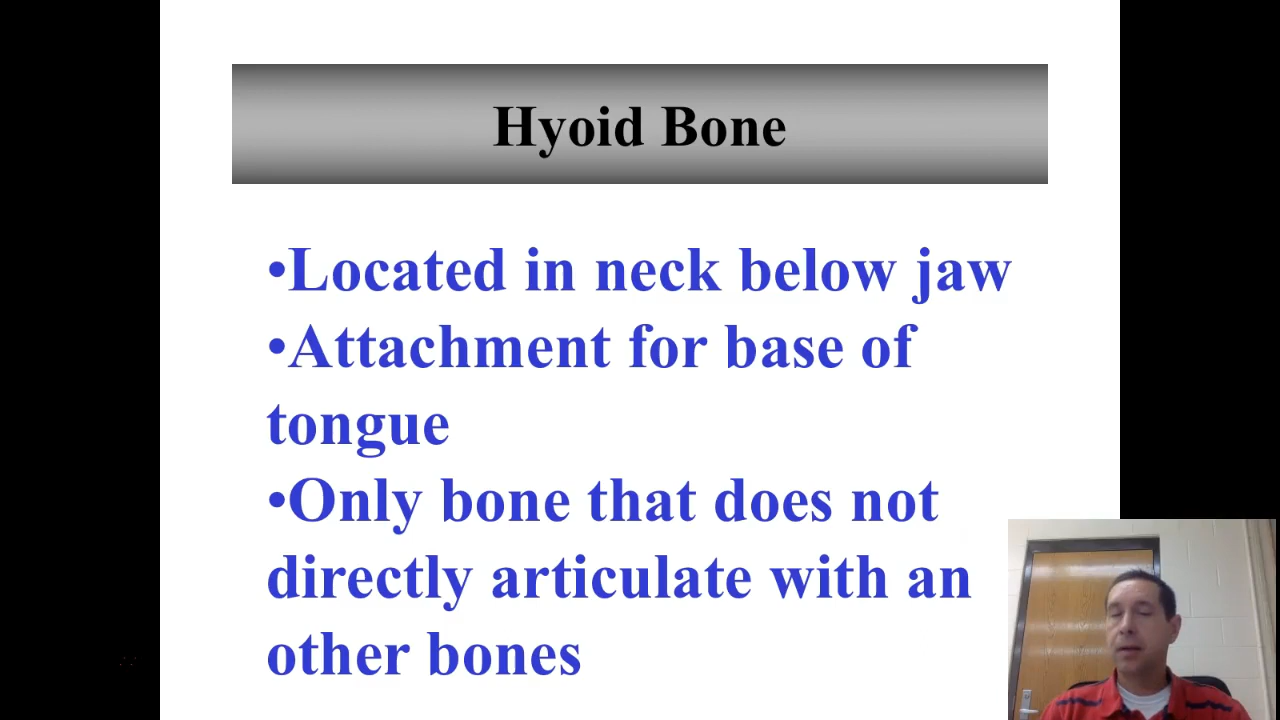 Hyoid Bone
•Located in neck below jaw
•Attachment for base of
tongue
•Only bone that does not
directly articulate with an
other bones